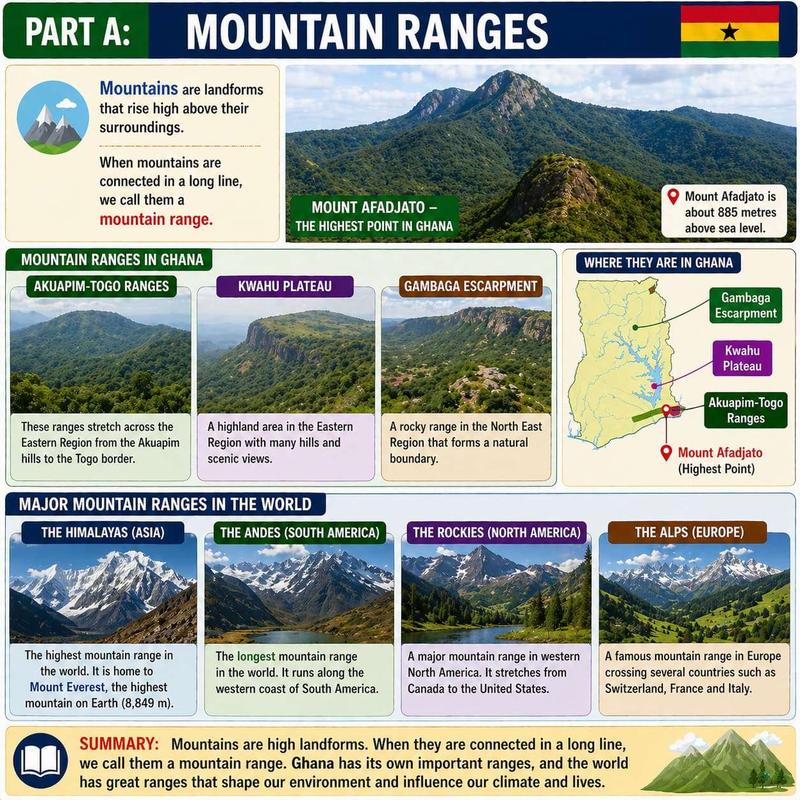 PART A: MOUNTAIN RANGES
Mountains are landforms
that rise high above their
surroundings.
When mountains are
connected in a long line,
we call them a
mountain range.
MOUNT AFADJATO –
THE HIGHEST POINT IN GHANA
Mount Afadjato is
about 885 metres
above sea level.
MOUNTAIN RANGES IN GHANA
AKUAPIM-TOGO RANGES
These ranges stretch across the
Eastern Region from the Akuapim
hills to the Togo border.
KWAHU PLATEAU
A highland area in the Eastern
Region with many hills and
scenic views.
GAMBAGA ESCARPMENT
A rocky range in the North East
Region that forms a natural
boundary.
WHERE THEY ARE IN GHANA
Gambaga
Escarpment
Kwahu
Plateau
Akuapim-Togo
Ranges
Mount Afadjato
(Highest Point)
MAJOR MOUNTAIN RANGES IN THE WORLD
THE HIMALAYAS (ASIA)
The highest mountain range in
the world. It is home to
Mount Everest, the highest
mountain on Earth (8,849 m).
THE ANDES (SOUTH AMERICA)
The longest mountain range
in the world. It runs along the
western coast of South America.
THE ROCKIES (NORTH AMERICA)
A major mountain range in western
North America. It stretches from
Canada to the United States.
THE ALPS (EUROPE)
A famous mountain range in Europe
crossing several countries such as
Switzerland, France and Italy.
SUMMARY: Mountains are high landforms. When they are connected in a long line,
we call them a mountain range. Ghana has its own important ranges, and the world
has great ranges that shape our environment and influence our climate and lives.